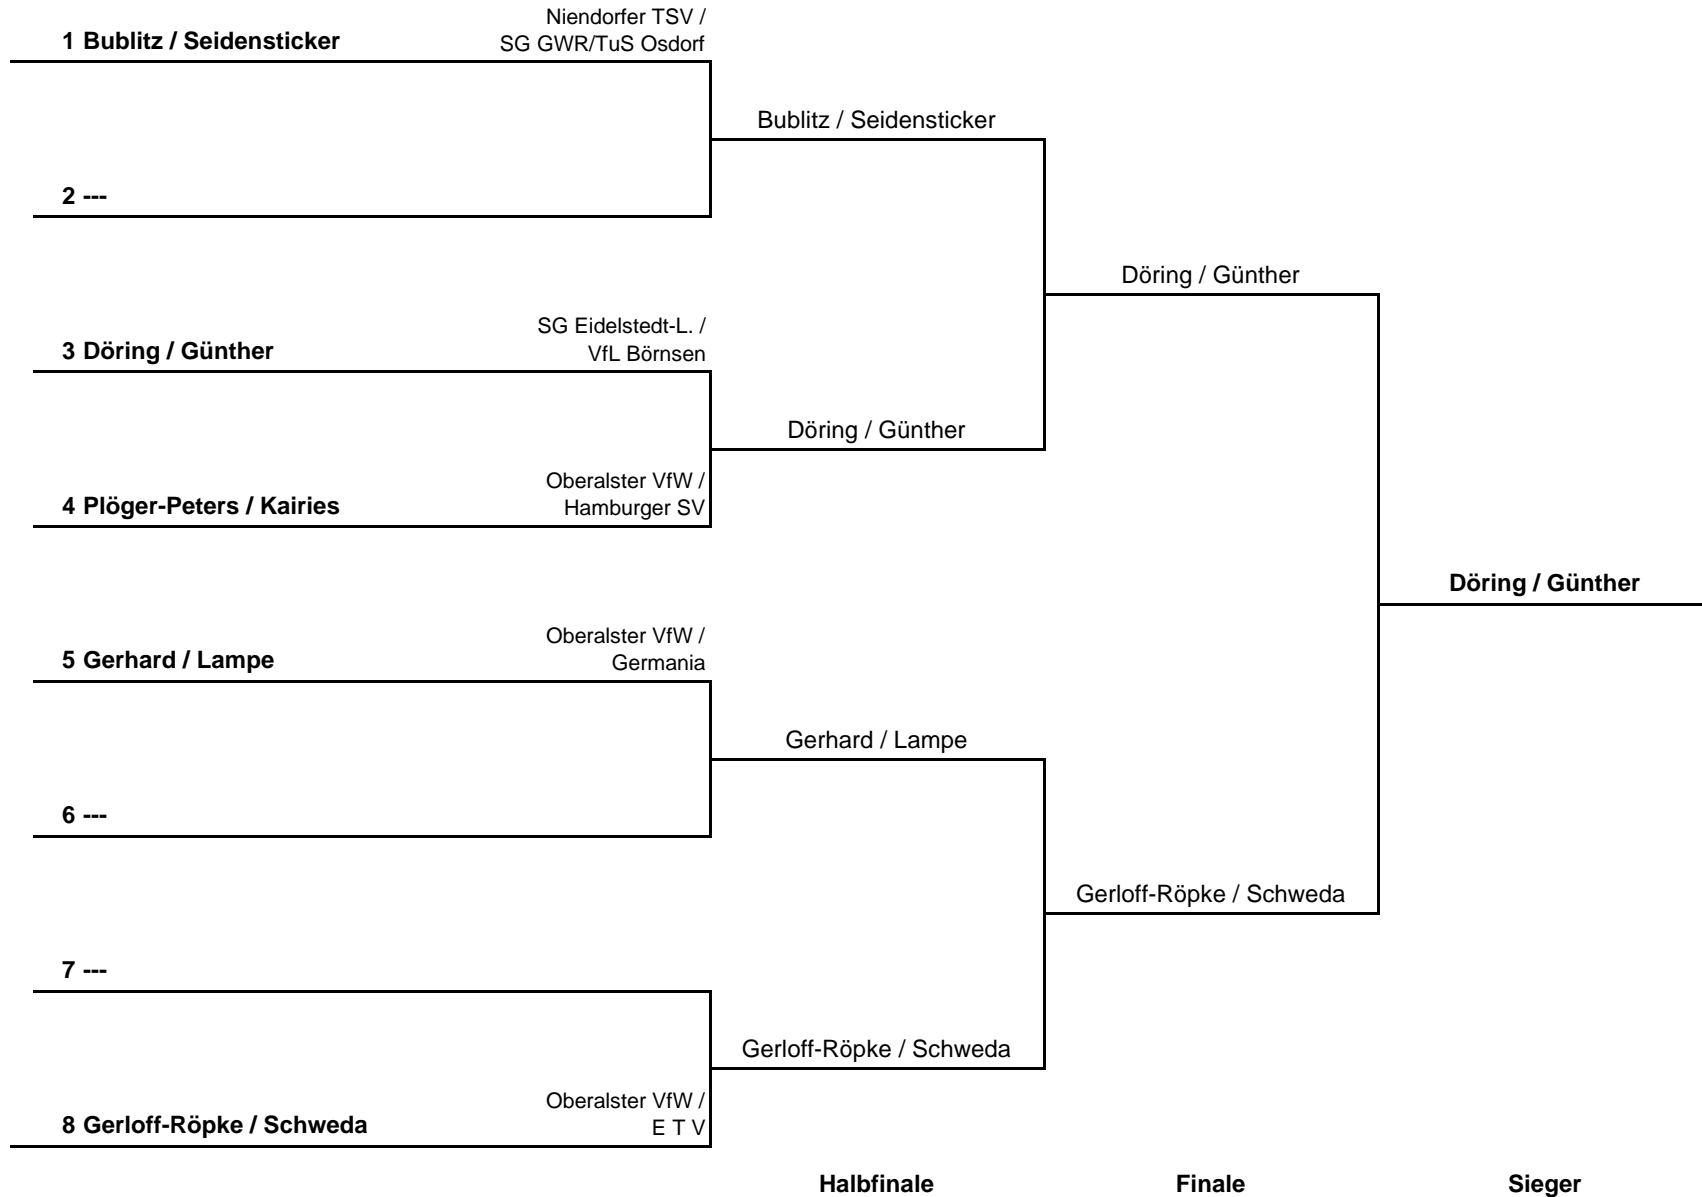 Niendorfer TSV /
1 Bublitz / Seidensticker SG GWR/TuS Osdorf
Bublitz / Seidensticker
2 ---
Döring / Günther
SG Eidelstedt-L. /
3 Döring / Günther VfL Börnsen
Döring / Günther
Oberalster VfW /
4 Plöger-Peters / Kairies Hamburger SV
Döring / Günther
Oberalster VfW /
5 Gerhard / Lampe Germania
Gerhard / Lampe
6 ---
Gerloff-Röpke / Schweda
7 ---
Gerloff-Röpke / Schweda
Oberalster VfW /
8 Gerloff-Röpke / Schweda E T V
Halbfinale Finale Sieger